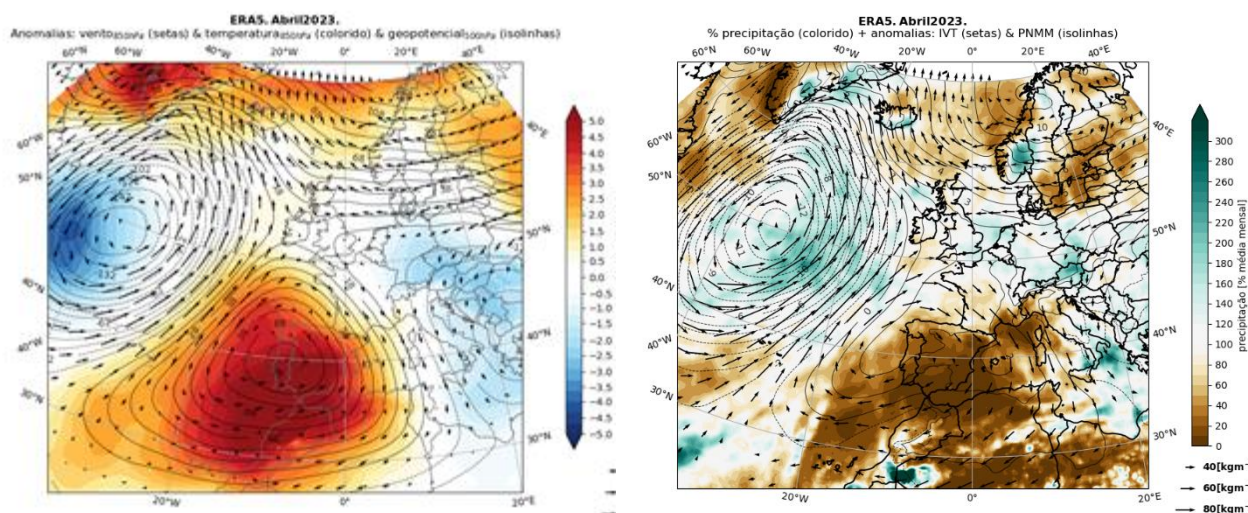 ERA5. Abril2023.
Anomalias: vento850hPa (setas) & temperatura850hPa (colorido) & geopotencial500hPa (isolinhas)
60°N 60°W 40°W 20°W 0° 20°E 40°E
60°W
50°N
40°N
40°W
30°N
20°W 0° 20°E
40°E
50°N
40°N
30°N
5.0
4.5
4.0
3.5
3.0
2.5
2.0
1.5
1.0
0.5
0.0
−0.5
−1.0
−1.5
−2.0
−2.5
−3.0
−3.5
−4.0
−4.5
−5.0
ERA5. Abril2023.
% precipitação (colorido) + anomalias: IVT (setas) & PNMM (isolinhas)
60°N 60°W 40°W 20°W 0° 20°E 40°E
60°W
50°N
40°N
40°W
30°N
20°W 0° 20°E
40°E
50°N
40°N
30°N
300
280
260
240
220
200
180
160
140
120
100
80
60
40
20
0
precipitação [% média mensal]
40[kgm⁻
60[kgm⁻
80[kgm⁻